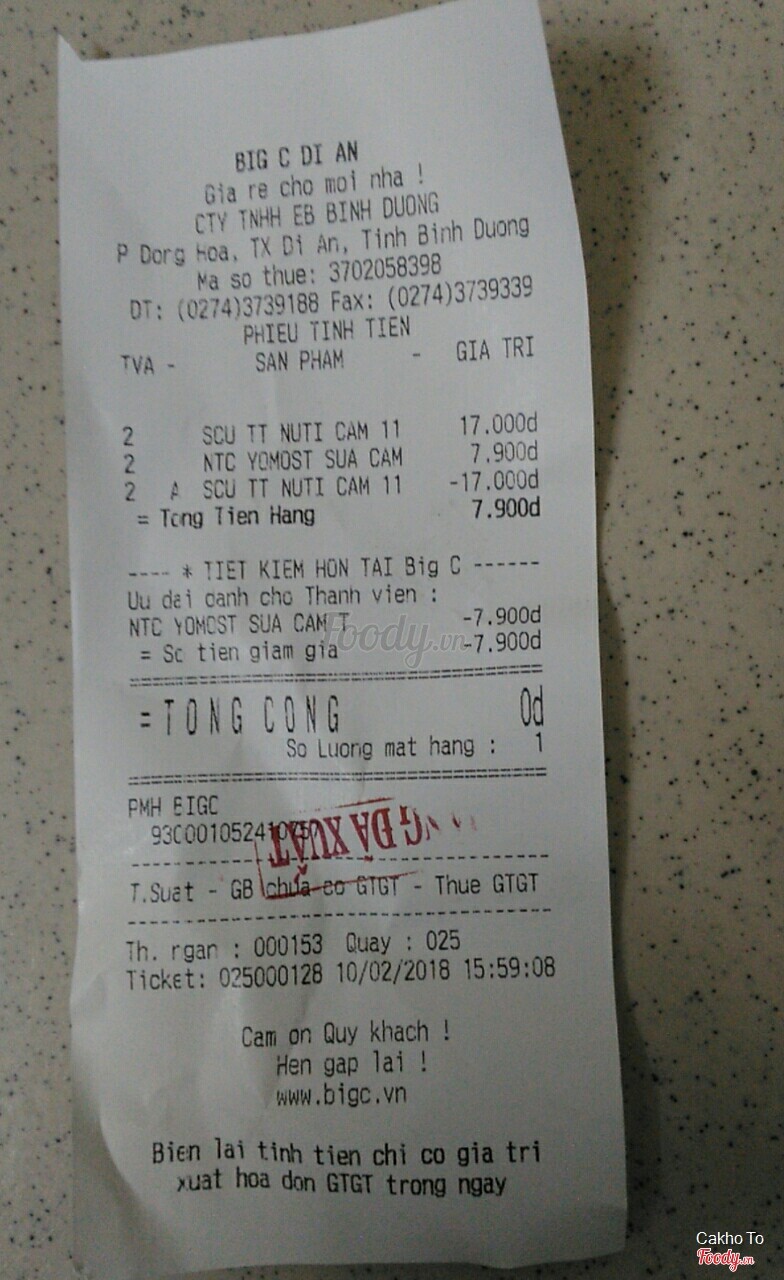 BIG C DI AN
Gia re cho moi nha !
CTY TNHH EB BINH DUONG
P Dong Hoa, TX Di An, Tinh Binh Duong
Ma so thue: 3702058398
DT: (0274)3739188 Fax: (0274)3739339
PHIEU TINH TIEN
TVA - SAN PHAM - GIA TRI
2 SCU TT NUTI CAM 11 17.000d
2 NTC YOMOST SUA CAM 7.900d
2 A SCU TT NUTI CAM 11 -17.000d
= Tong Tien Hang 7.900d
---- * TIET KIEM HON TAI Big C ------
Uu dai danh cho Thanh vien :
NTC YOMOST SUA CAM T -7.900d
Foody.vn
= So tien giam gia -7.900d
=TONG CONG 0d
So Luong mat hang : 1
PMH BIGC
ĐÃ XUẤT
T.Suat - GB chua co GTGT - Thue GTGT
Th. ngan : 000153 Quay : 025
Ticket: 025000128 10/02/2018 15:59:08
Cam on Quy khach !
Hen gap lai !
www.bigc.vn
Bien lai tinh tien chi co gia tri
xuat hoa don GTGT trong ngay
Cakho To
Foody.vn